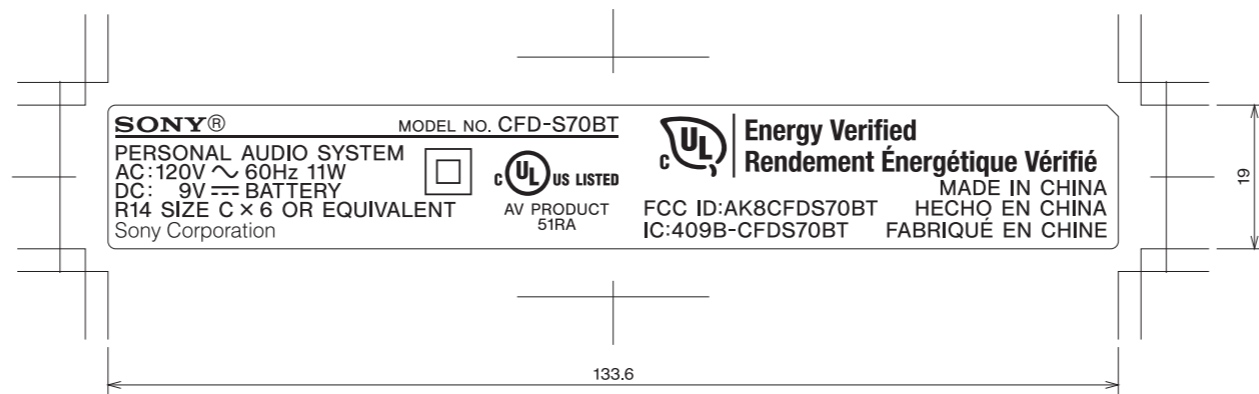 SONY®
MODEL NO. CFD-S70BT
PERSONAL AUDIO SYSTEM
AC:120V ∼ 60Hz 11W
DC: 9V ⎓ BATTERY
R14 SIZE C × 6 OR EQUIVALENT
Sony Corporation
C UL US LISTED
AV PRODUCT
51RA
C UL
Energy Verified
Rendement Énergétique Vérifié
MADE IN CHINA
FCC ID:AK8CFDS70BT HECHO EN CHINA
IC:409B-CFDS70BT FABRIQUÉ EN CHINE
19
133.6